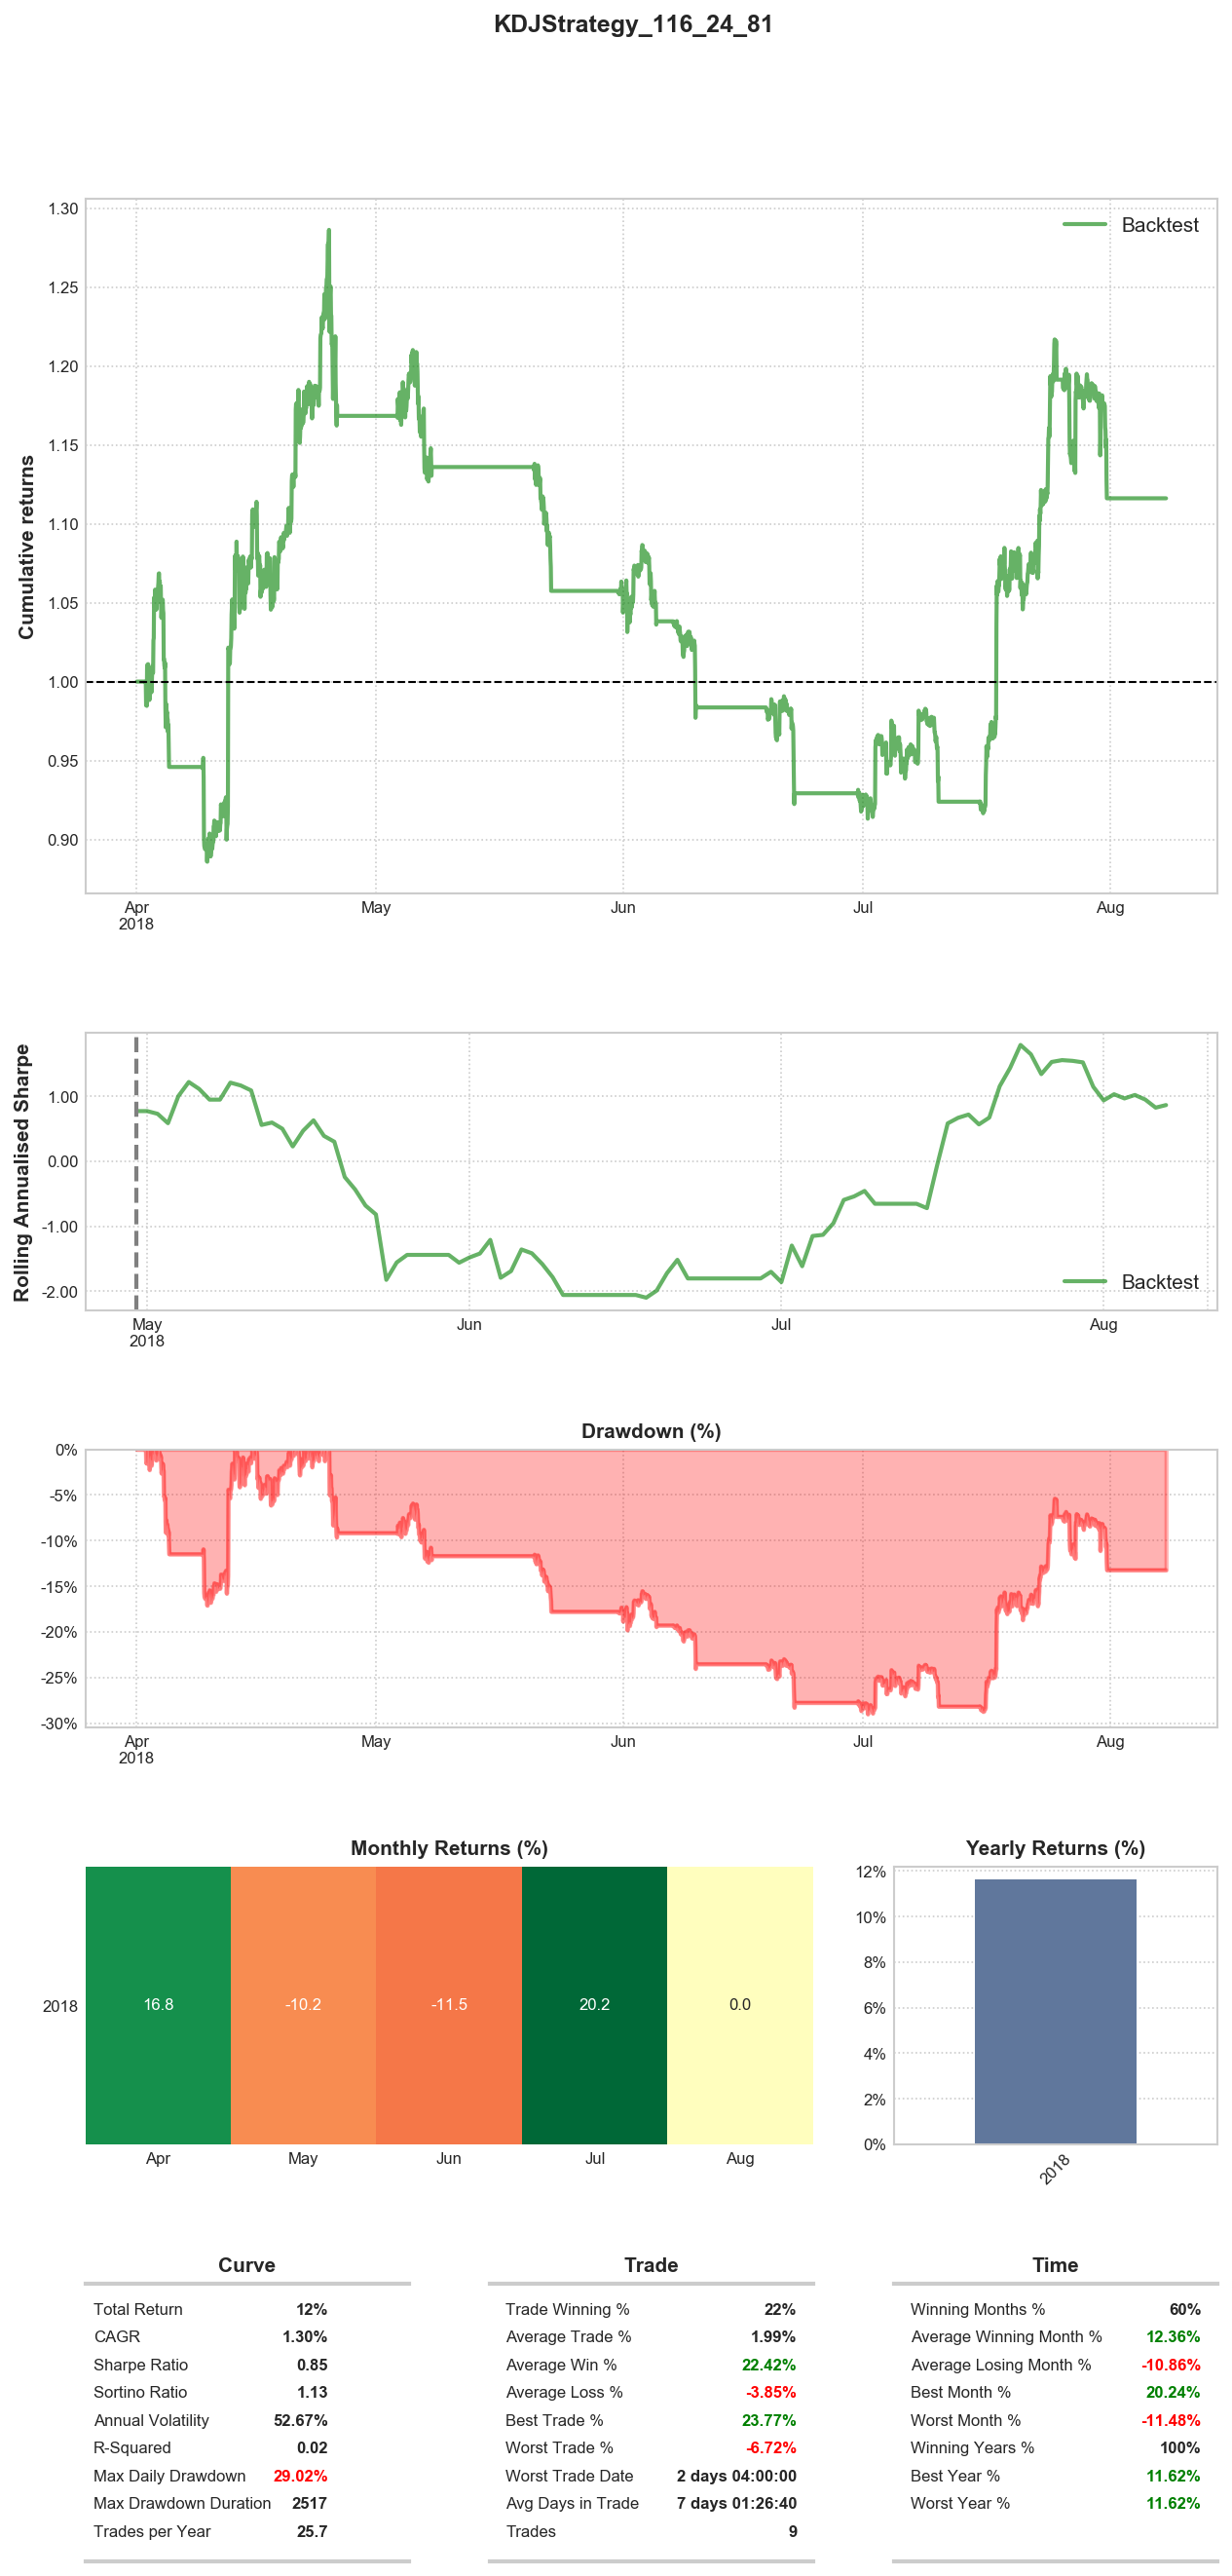 KDJStrategy_116_24_81
Backtest
Cumulative returns
1.30
1.25
1.20
1.15
1.10
1.05
1.00
0.95
0.90
Apr May Jun Jul Aug
2018
Rolling Annualised Sharpe
1.00
0.00
-1.00
-2.00
Backtest
May Jun Jul Aug
2018
Drawdown (%)
0%
-5%
-10%
-15%
-20%
-25%
-30%
Apr May Jun Jul Aug
2018
Monthly Returns (%)
2018 16.8 -10.2 -11.5 20.2 0.0
Apr May Jun Jul Aug
Yearly Returns (%)
12%
10%
8%
6%
4%
2%
0%
2018
Curve
Total Return 12%
CAGR 1.30%
Sharpe Ratio 0.85
Sortino Ratio 1.13
Annual Volatility 52.67%
R-Squared 0.02
Max Daily Drawdown 29.02%
Max Drawdown Duration 2517
Trades per Year 25.7
Trade
Trade Winning % 22%
Average Trade % 1.99%
Average Win % 22.42%
Average Loss % -3.85%
Best Trade % 23.77%
Worst Trade % -6.72%
Worst Trade Date 2 days 04:00:00
Avg Days in Trade 7 days 01:26:40
Trades 9
Time
Winning Months % 60%
Average Winning Month % 12.36%
Average Losing Month % -10.86%
Best Month % 20.24%
Worst Month % -11.48%
Winning Years % 100%
Best Year % 11.62%
Worst Year % 11.62%